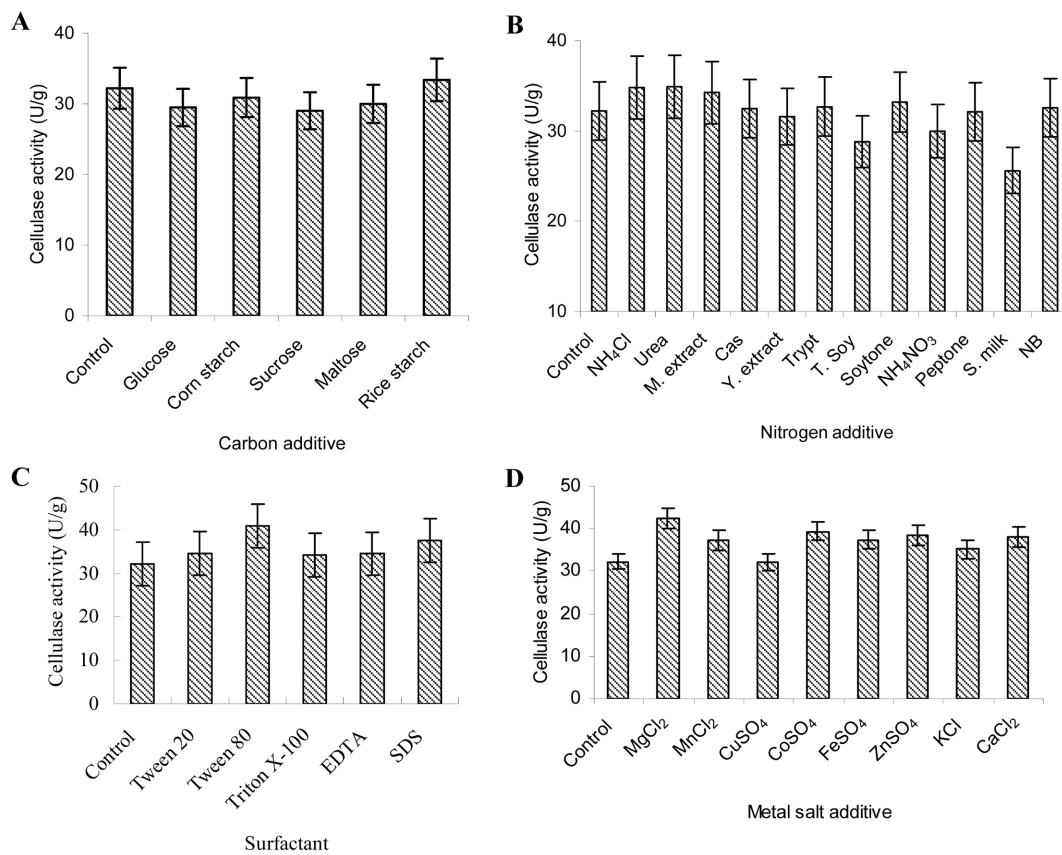 A
Cellulase activity (U/g)
40
30
20
10
0
Control
Glucose
Corn starch
Sucrose
Maltose
Rice starch
Carbon additive
B
Cellulase activity (U/g)
40
30
20
10
Control
NH₄Cl
Urea
M. extract
Cas
Y. extract
Trypt
T. Soy
Soytone
NH₄NO₃
Peptone
S. milk
NB
Nitrogen additive
C
Cellulase activity (U/g)
50
40
30
20
10
0
Control
Tween 20
Tween 80
Triton X-100
EDTA
SDS
Surfactant
D
Cellulase activity (U/g)
50
40
30
20
10
0
Control
MgCl₂
MnCl₂
CuSO₄
CoSO₄
FeSO₄
ZnSO₄
KCl
CaCl₂
Metal salt additive